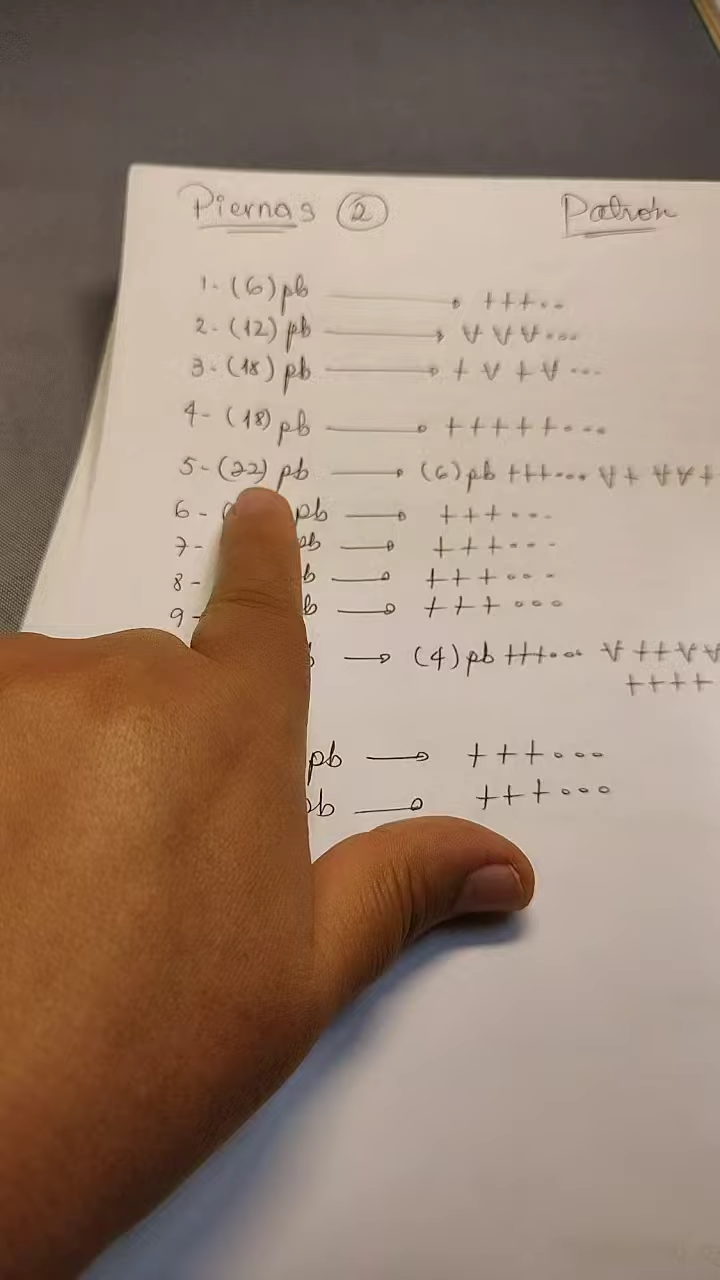 Piernas 2 Patrón
1- (6) pb → +++...
2- (12) pb → V V V...
3- (18) pb → + V + V ...
4- (18) pb → +++++...
5- (22) pb → (6) pb +++... V + V V +
6- ( pb → +++...
7- pb → +++...
8- b → +++...
9- b → +++...
→ (4) pb +++... V ++ V V
++++
pb → +++...
pb → +++...